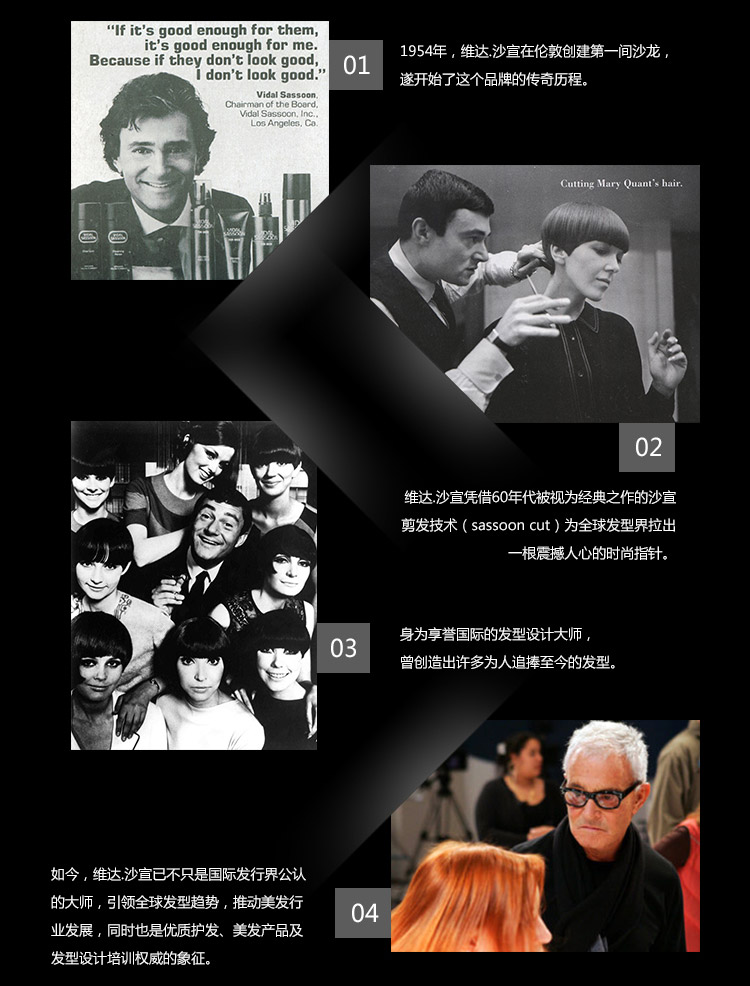 “If it's good enough for them,
it's good enough for me.
Because if they don't look good,
I don't look good.”
Vidal Sassoon,
Chairman of the Board,
Vidal Sassoon, Inc.,
Los Angeles, Ca.
VIDAL
SASSOON
VIDAL
SASSOON
VIDAL
SASSOON
VIDAL
SASSOON
FOR MEN
01
1954年，维达.沙宣在伦敦创建第一间沙龙，
遂开始了这个品牌的传奇历程。
Cutting Mary Quant's hair.
02
维达.沙宣凭借60年代被视为经典之作的沙宣
剪发技术（sassoon cut）为全球发型界拉出
一根震撼人心的时尚指针。
03
身为享誉国际的发型设计大师，
曾创造出许多为人追捧至今的发型。
如今，维达.沙宣已不只是国际发行界公认
的大师，引领全球发型趋势，推动美发行
业发展，同时也是优质护发、美发产品及
发型设计培训权威的象征。
04